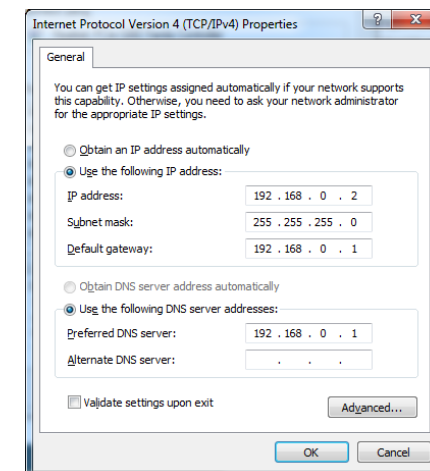 Internet Protocol Version 4 (TCP/IPv4) Properties
General
You can get IP settings assigned automatically if your network supports
this capability. Otherwise, you need to ask your network administrator
for the appropriate IP settings.
Obtain an IP address automatically
Use the following IP address:
IP address: 192 . 168 . 0 . 2
Subnet mask: 255 . 255 . 255 . 0
Default gateway: 192 . 168 . 0 . 1
Obtain DNS server address automatically
Use the following DNS server addresses:
Preferred DNS server: 192 . 168 . 0 . 1
Alternate DNS server: . . .
Validate settings upon exit
Advanced...
OK Cancel